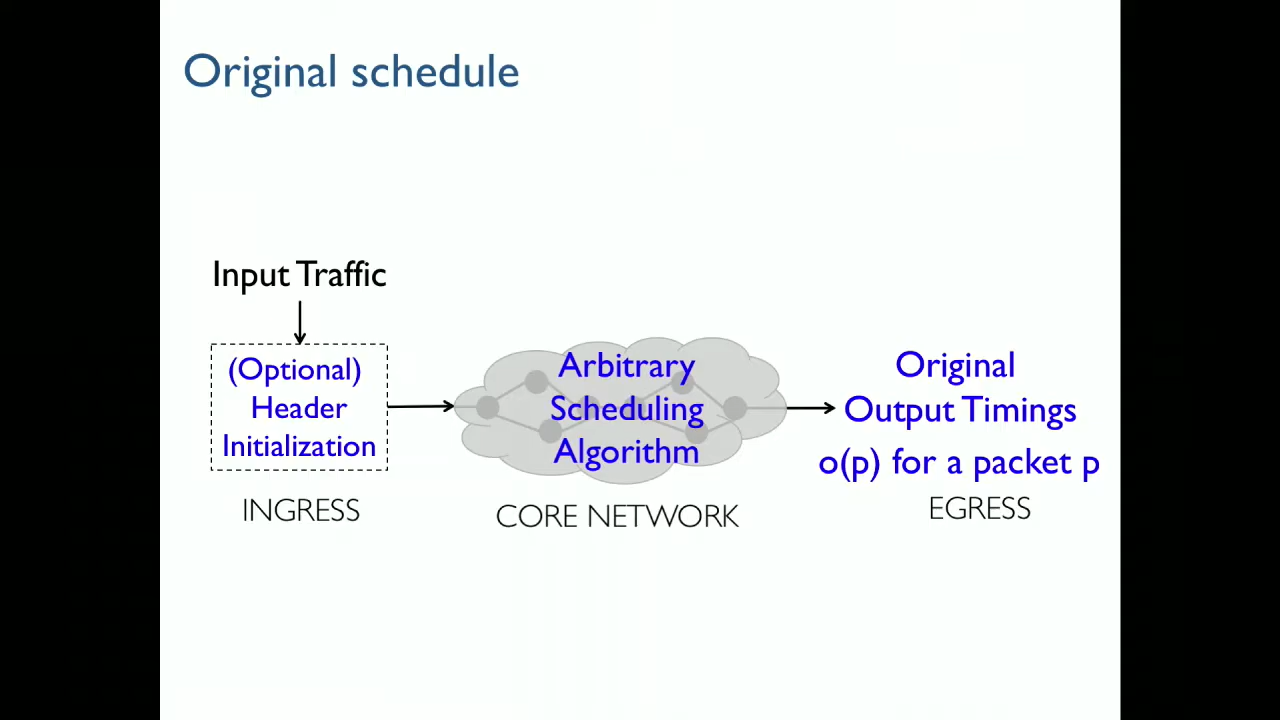 Original schedule
Input Traffic
(Optional)
Header
Initialization
INGRESS
Arbitrary
Scheduling
Algorithm
CORE NETWORK
Original
Output Timings
o(p) for a packet p
EGRESS